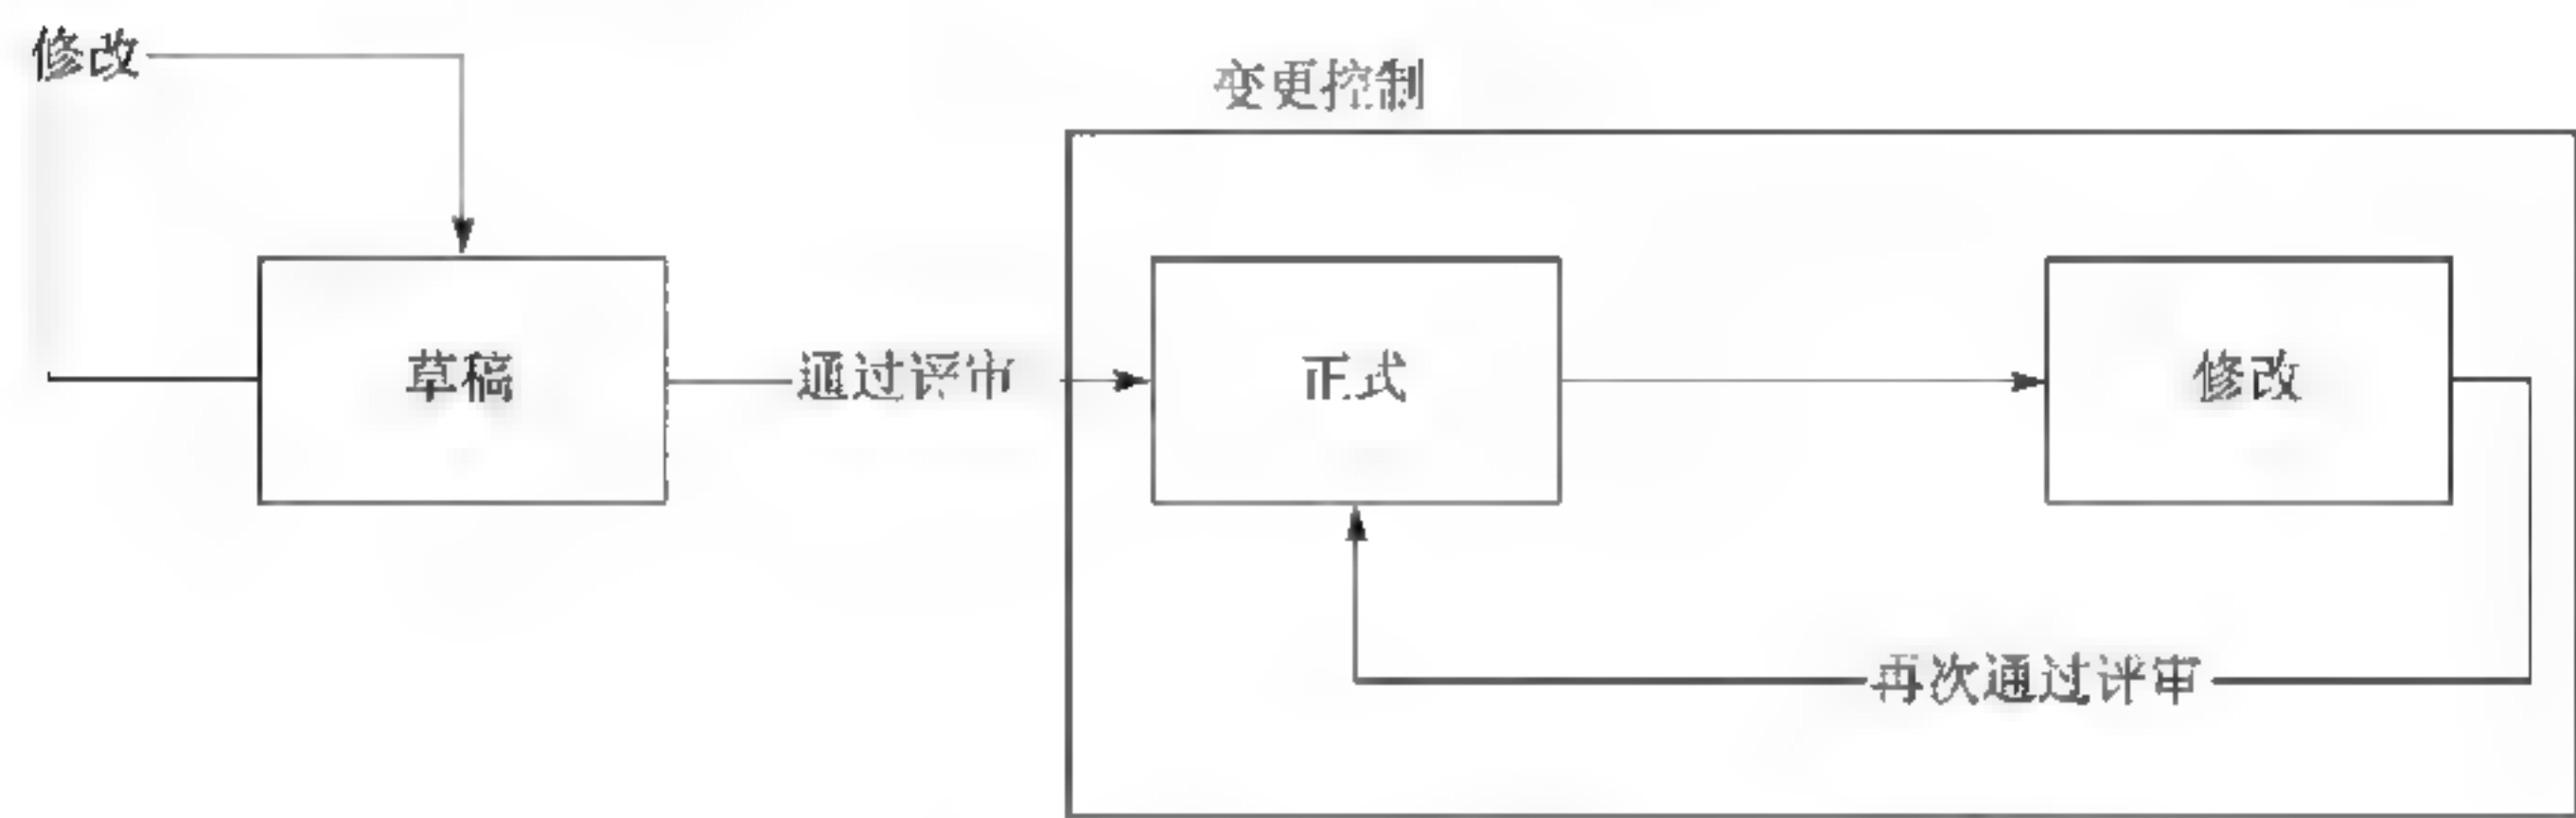 修改
变更控制
草稿
通过评审
正式
修改
再次通过评审